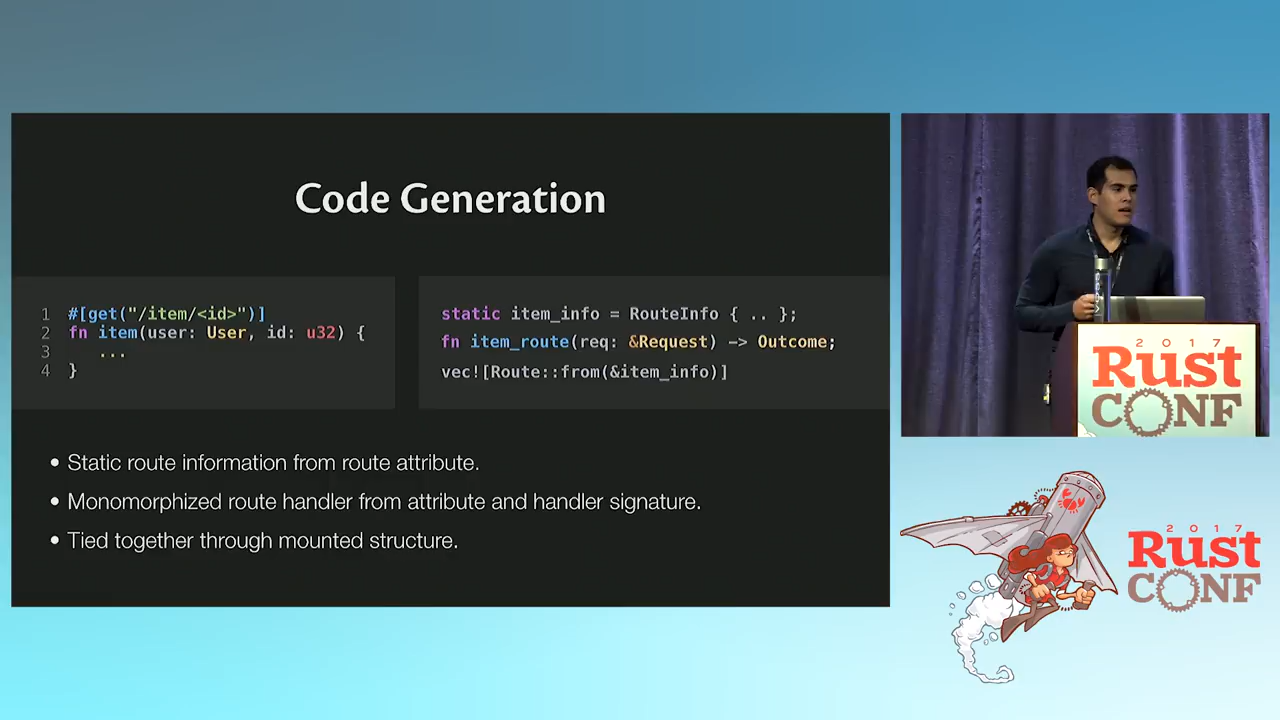 Code Generation
1 #[get("/item/<id>")]
2 fn item(user: User, id: u32) {
3 ...
4 }
static item_info = RouteInfo { .. };
fn item_route(req: &Request) -> Outcome;
vec![Route::from(&item_info)]
• Static route information from route attribute.
• Monomorphized route handler from attribute and handler signature.
• Tied together through mounted structure.
2017
Rust
CONF
2017
Rust
CONF